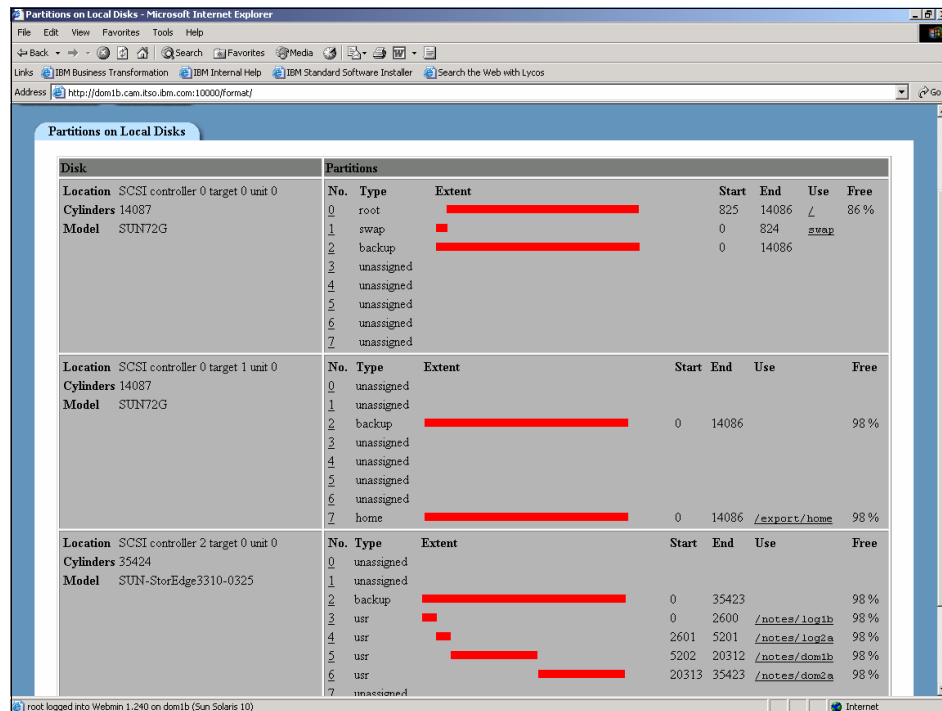 Partitions on Local Disks - Microsoft Internet Explorer
File Edit View Favorites Tools Help
Back Search Favorites Media
Links IBM Business Transformation IBM Internal Help IBM Standard Software Installer Search the Web with Lycos
Address http://dom1b.cam.itso.ibm.com:10000/format/ Go
Partitions on Local Disks
Disk Partitions
Location SCSI controller 0 target 0 unit 0 No. Type Extent Start End Use Free
Cylinders 14087 0 root 825 14086 / 86 %
Model SUN72G 1 swap 0 824 swap
2 backup 0 14086
3 unassigned
4 unassigned
5 unassigned
6 unassigned
7 unassigned
Location SCSI controller 0 target 1 unit 0 No. Type Extent Start End Use Free
Cylinders 14087 0 unassigned
Model SUN72G 1 unassigned
2 backup 0 14086 98 %
3 unassigned
4 unassigned
5 unassigned
6 unassigned
7 home 0 14086 /export/home 98 %
Location SCSI controller 2 target 0 unit 0 No. Type Extent Start End Use Free
Cylinders 35424 0 unassigned
Model SUN-StorEdge3310-0325 1 unassigned
2 backup 0 35423 98 %
3 usr 0 2600 /notes/log1b 98 %
4 usr 2601 5201 /notes/log2a 98 %
5 usr 5202 20312 /notes/dom1b 98 %
6 usr 20313 35423 /notes/dom2a 98 %
7 unassigned
root logged into Webmin 1.240 on dom1b (Sun Solaris 10) Internet